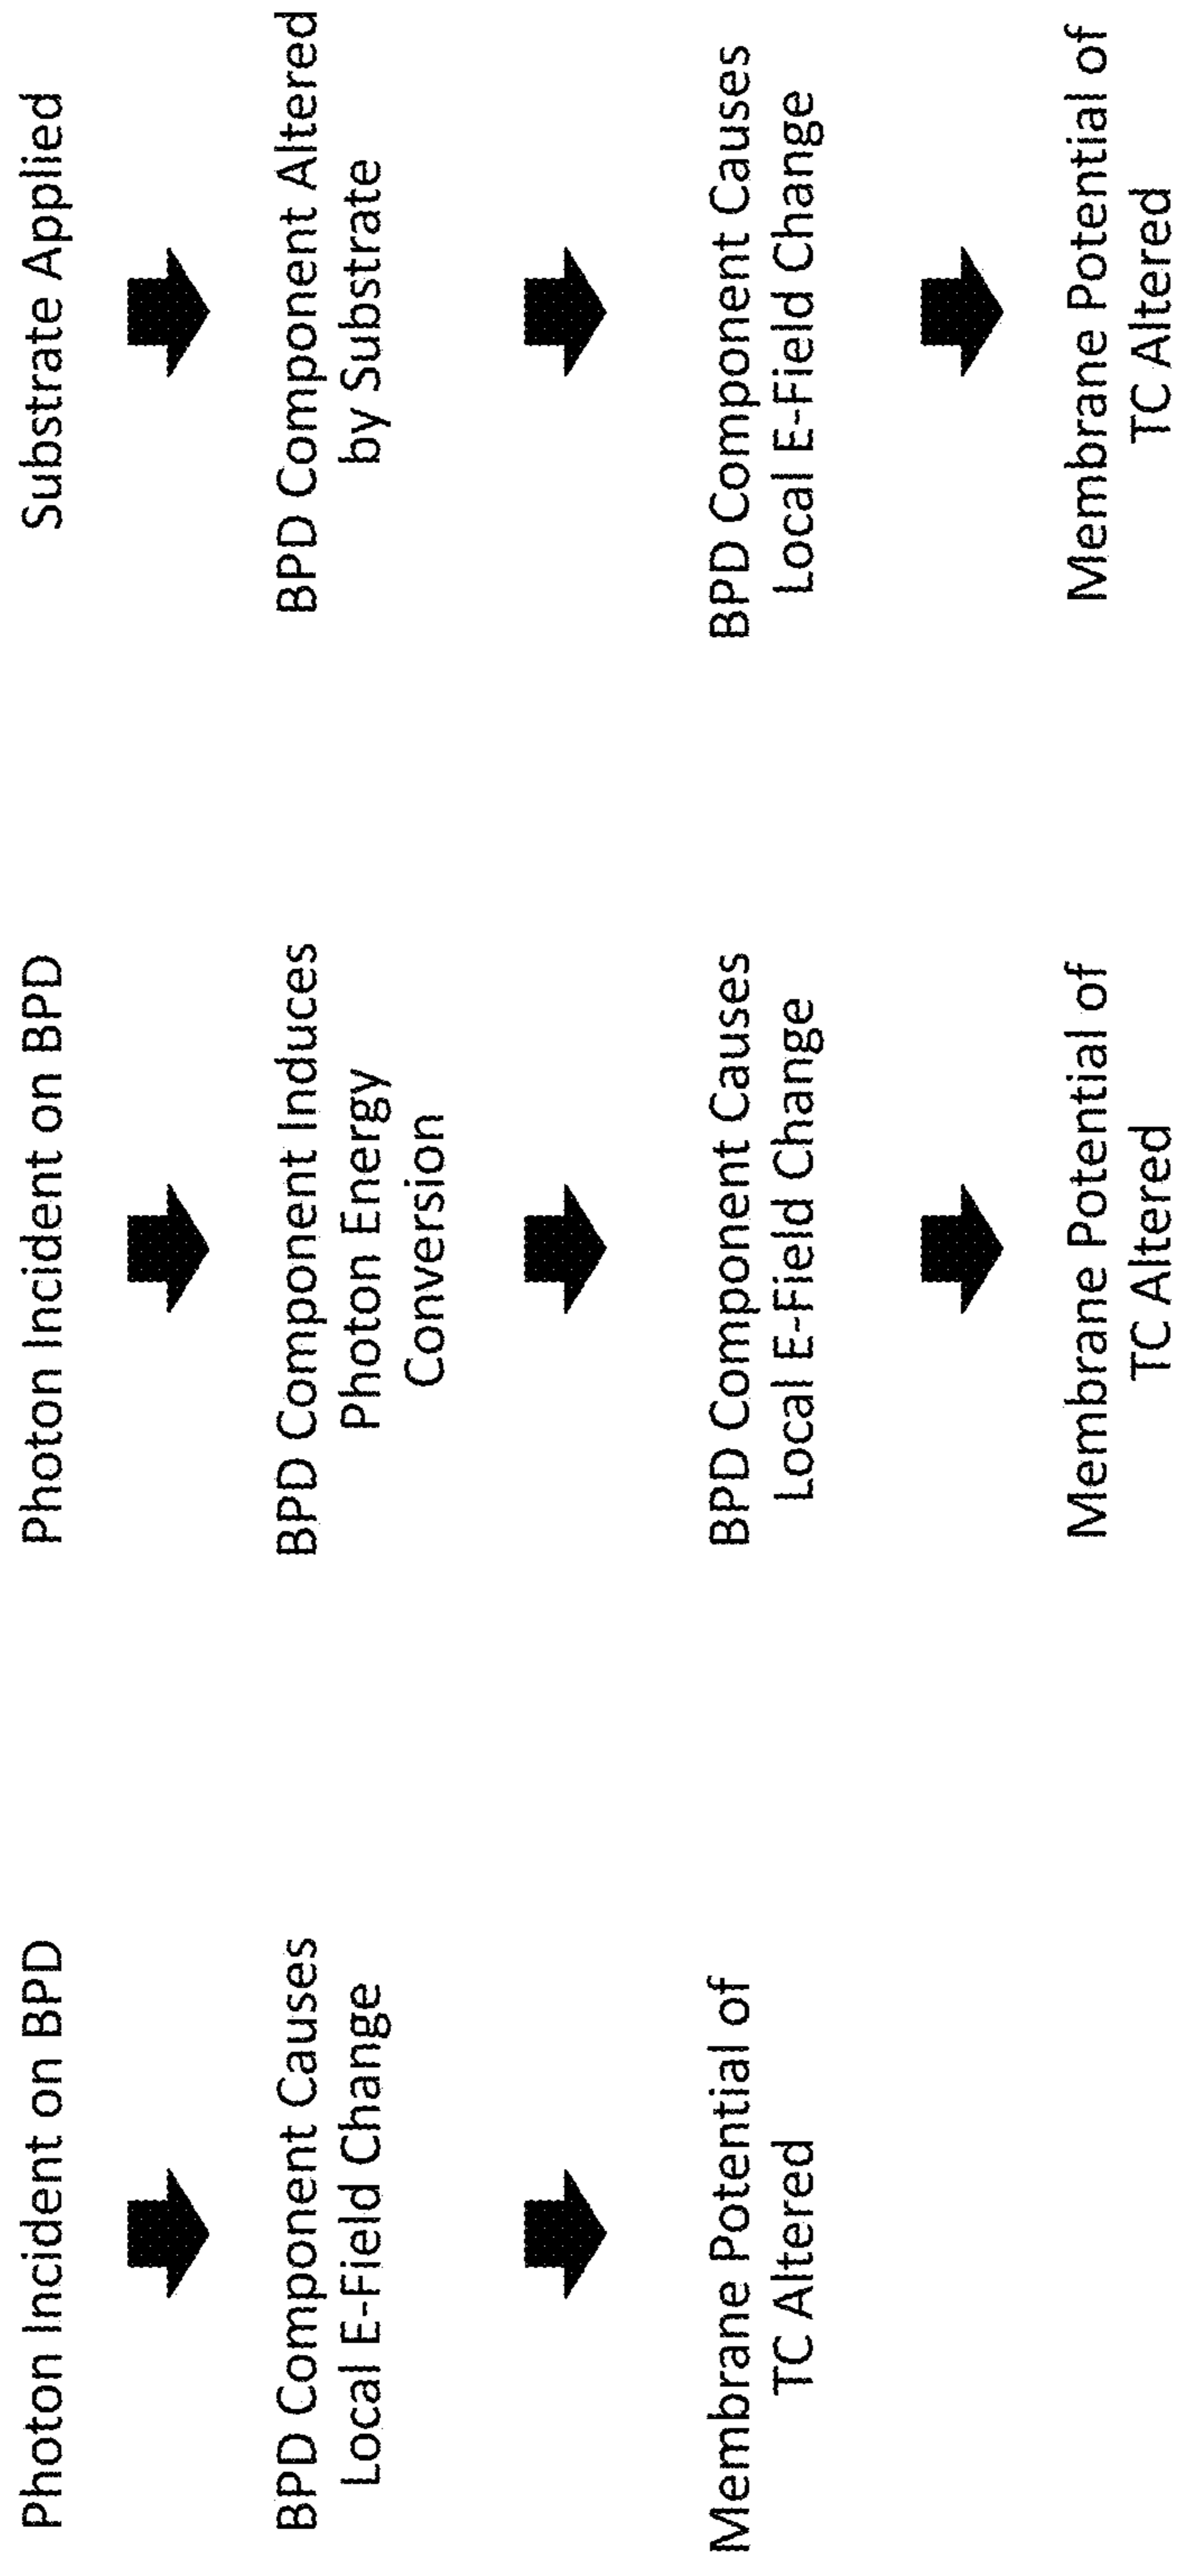 Photon Incident on BPD
BPD Component Causes
Local E-Field Change
Membrane Potential of
TC Altered
Photon Incident on BPD
BPD Component Induces
Photon Energy
Conversion
BPD Component Causes
Local E-Field Change
Membrane Potential of
TC Altered
Substrate Applied
BPD Component Altered
by Substrate
BPD Component Causes
Local E-Field Change
Membrane Potential of
TC Altered